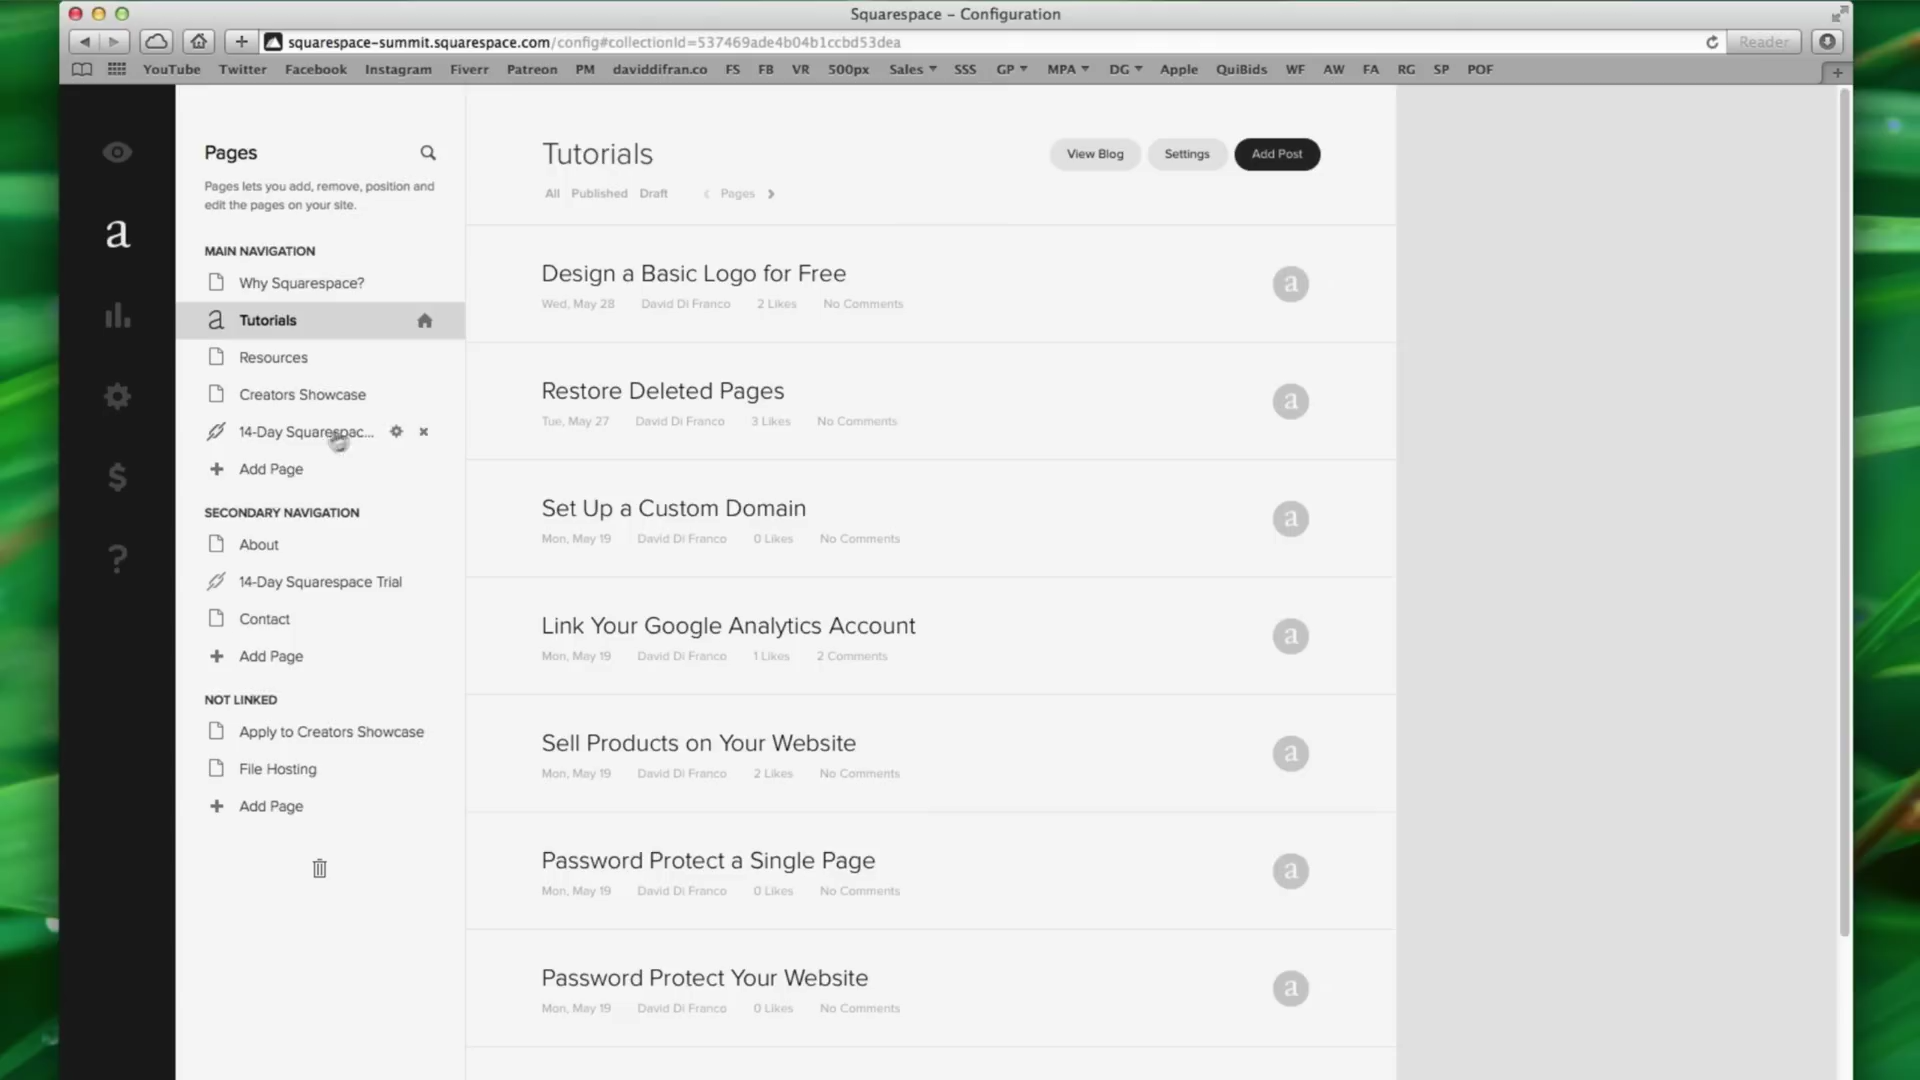 Squarespace – Configuration
squarespace-summit.squarespace.com/config#collectionId=537469ade4b04b1ccbd53dea
Reader
YouTube Twitter Facebook Instagram Fiverr Patreon PM daviddifran.co FS FB VR 500px Sales SSS GP MPA DG Apple QuiBids WF AW FA RG SP POF
Pages
Pages lets you add, remove, position and
edit the pages on your site.
MAIN NAVIGATION
Why Squarespace?
a Tutorials
Resources
Creators Showcase
14-Day Squarespac...
+ Add Page
SECONDARY NAVIGATION
About
14-Day Squarespace Trial
Contact
+ Add Page
NOT LINKED
Apply to Creators Showcase
File Hosting
+ Add Page
a
$
?
Tutorials
View Blog Settings Add Post
All Published Draft Pages
Design a Basic Logo for Free
Wed, May 28 David Di Franco 2 Likes No Comments
a
Restore Deleted Pages
Tue, May 27 David Di Franco 3 Likes No Comments
a
Set Up a Custom Domain
Mon, May 19 David Di Franco 0 Likes No Comments
a
Link Your Google Analytics Account
Mon, May 19 David Di Franco 1 Likes 2 Comments
a
Sell Products on Your Website
Mon, May 19 David Di Franco 2 Likes No Comments
a
Password Protect a Single Page
Mon, May 19 David Di Franco 0 Likes No Comments
a
Password Protect Your Website
Mon, May 19 David Di Franco 0 Likes No Comments
a